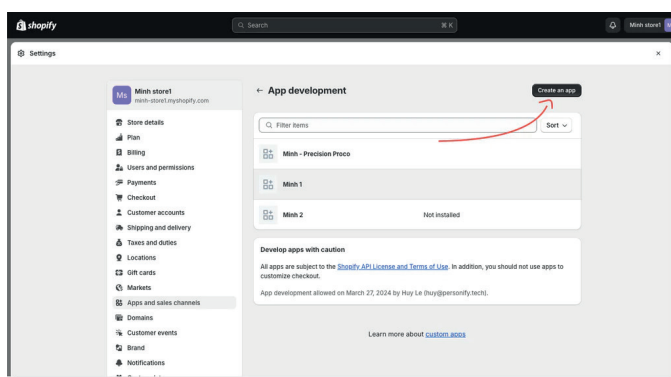 shopify
Search
⌘ K
Minh store1
Settings
×
Ms
Minh store1
minh-store1.myshopify.com
Store details
Plan
Billing
Users and permissions
Payments
Checkout
Customer accounts
Shipping and delivery
Taxes and duties
Locations
Gift cards
Markets
Apps and sales channels
Domains
Customer events
Brand
Notifications
← App development
Create an app
Filter items
Sort
Minh - Precision Proco
Minh 1
Minh 2 Not installed
Develop apps with caution
All apps are subject to the Shopify API License and Terms of Use. In addition, you should not use apps to
customize checkout.
App development allowed on March 27, 2024 by Huy Le (huy@personify.tech).
Learn more about custom apps